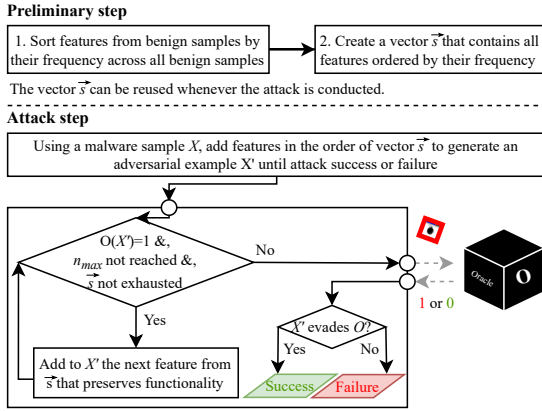 Preliminary step
1. Sort features from benign samples by
their frequency across all benign samples
2. Create a vector s⃗ that contains all
features ordered by their frequency
The vector s⃗ can be reused whenever the attack is conducted.
Attack step
Using a malware sample X, add features in the order of vector s⃗ to generate an
adversarial example X' until attack success or failure
O(X')=1 &,
n_max not reached &,
s⃗ not exhausted
No
Yes
Add to X' the next feature from
s⃗ that preserves functionality
X' evades O?
Yes
No
Success
Failure
1 or 0
Oracle
O